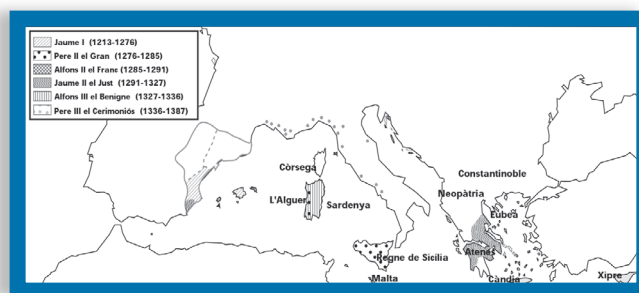 Jaume I (1213-1276)
Pere II el Gran (1276-1285)
Alfons II el Franc (1285-1291)
Jaume II el Just (1291-1327)
Alfons III el Benigne (1327-1336)
Pere III el Cerimoniós (1336-1387)
Còrsega
Constantinoble
Neopàtria
L'Alguer
Sardenya
Eubea
Atenes
Regne de Sicília
Malta
Càndia
Xipre